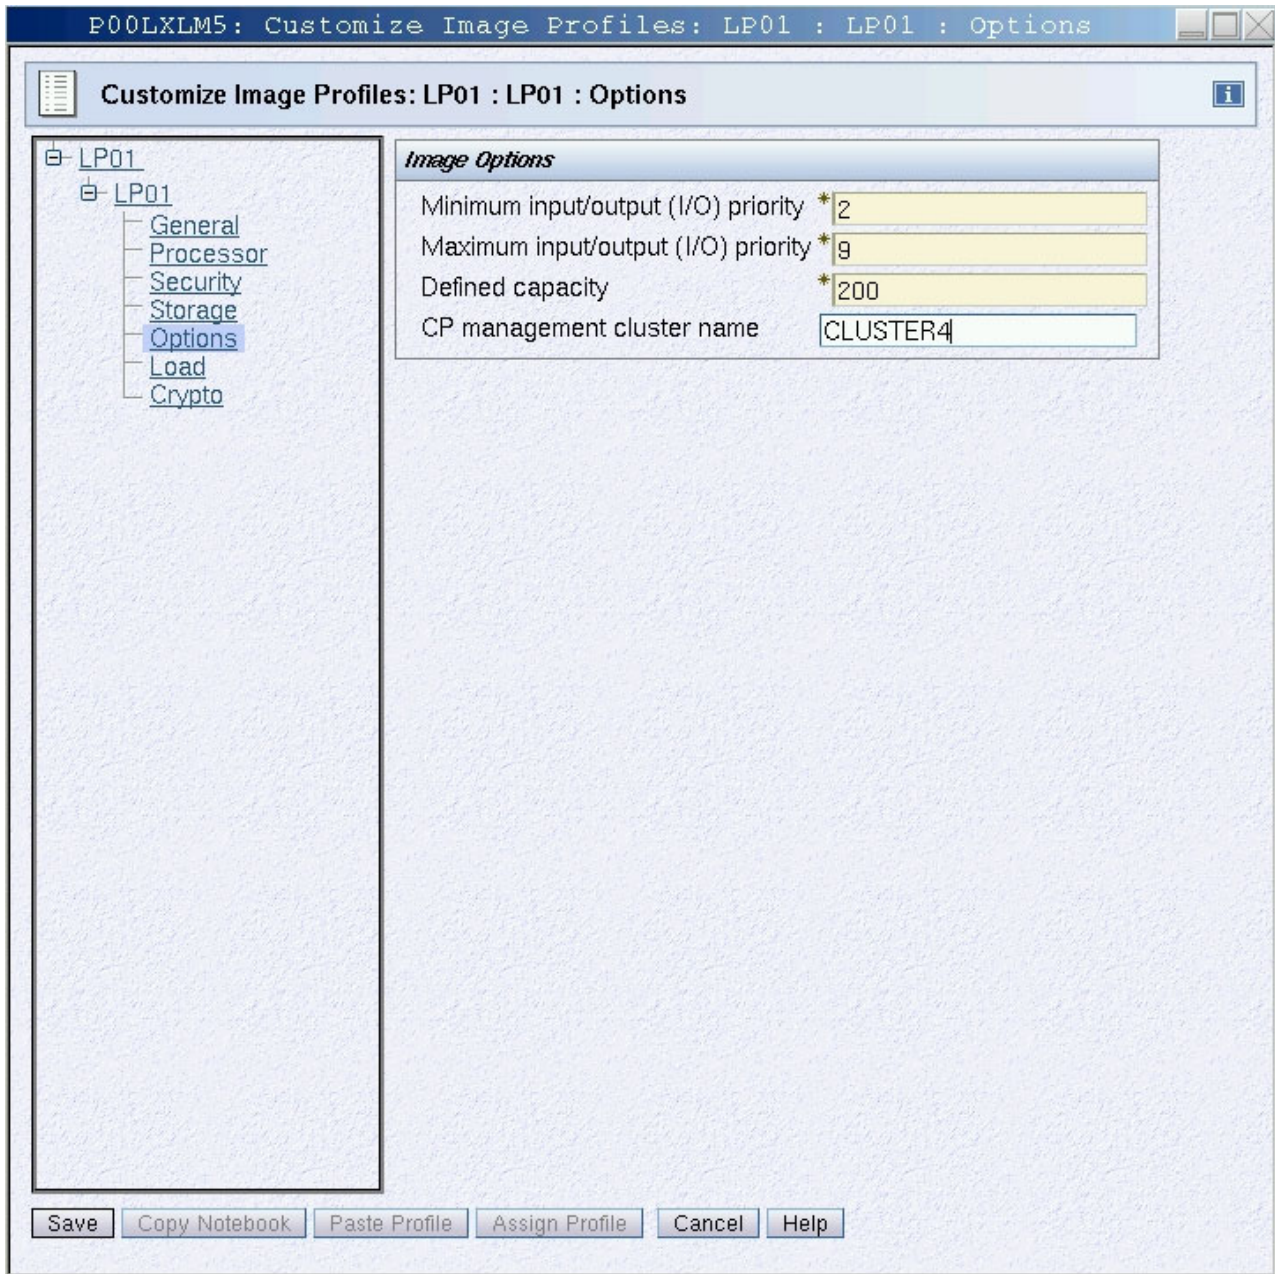 P00LXLM5: Customize Image Profiles: LP01 : LP01 : Options
Customize Image Profiles: LP01 : LP01 : Options
i
LP01
LP01
General
Processor
Security
Storage
Options
Load
Crypto
Image Options
Minimum input/output (I/O) priority * 2
Maximum input/output (I/O) priority * 9
Defined capacity * 200
CP management cluster name CLUSTER4
Save Copy Notebook Paste Profile Assign Profile Cancel Help